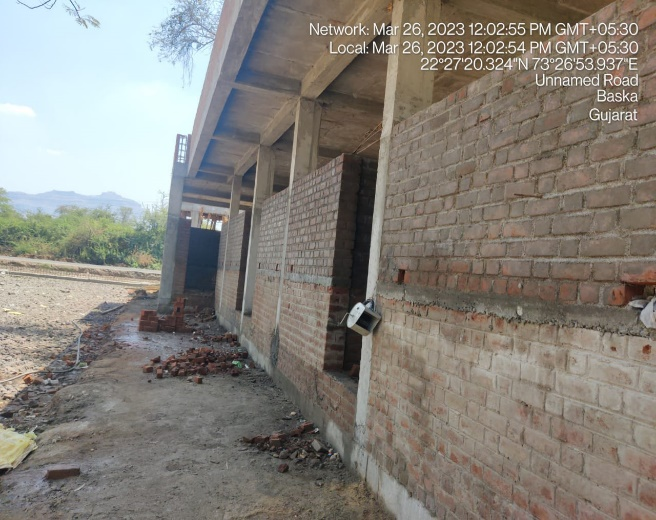 Network: Mar 26, 2023 12:02:55 PM GMT+05:30
Local: Mar 26, 2023 12:02:54 PM GMT+05:30
22°27'20.324"N 73°26'53.937"E
Unnamed Road
Baska
Gujarat